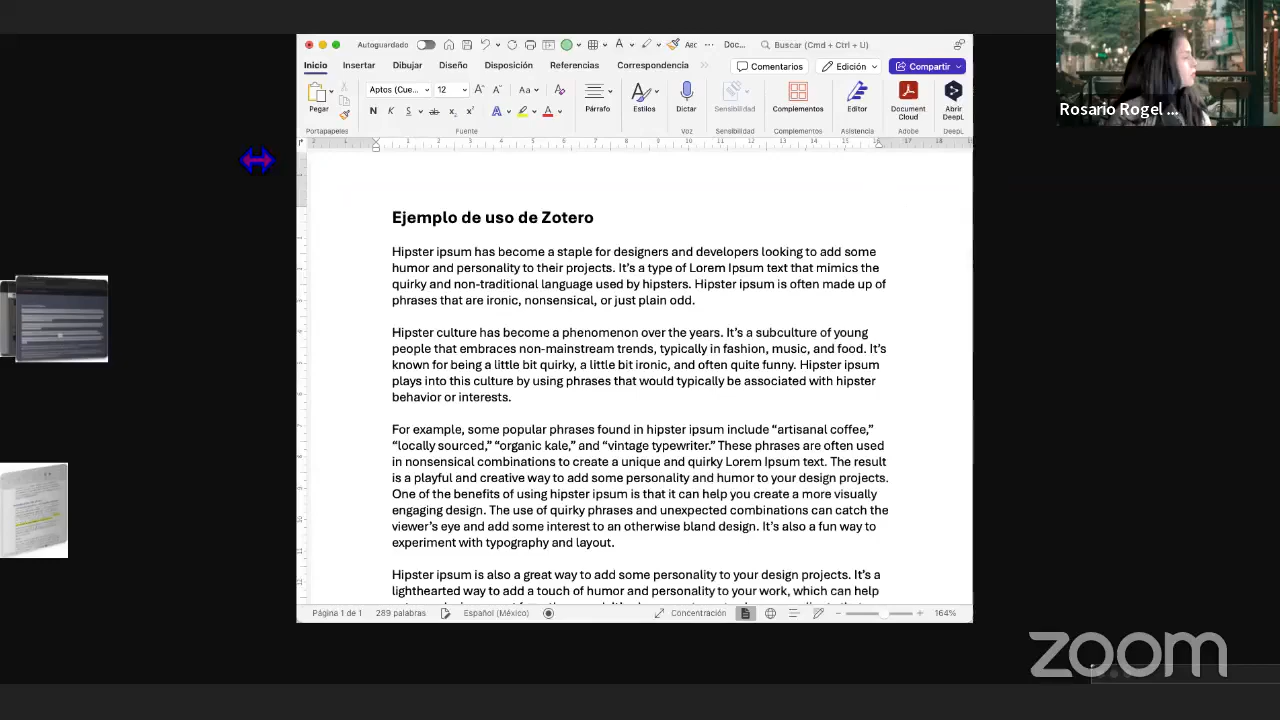 Autoguardado
Doc...
Buscar (Cmd + Ctrl + U)
Inicio
Insertar
Dibujar
Diseño
Disposición
Referencias
Correspondencia
Comentarios
Edición
Compartir
Pegar
Aptos (Cue...
12
Párrafo
Estilos
Dictar
Sensibilidad
Complementos
Editor
Document Cloud
Abrir DeepL
Portapapeles
Fuente
Voz
Sensibilidad
Complementos
Asistencia
Adobe
DeepL
Rosario Rogel ...
Ejemplo de uso de Zotero
Hipster ipsum has become a staple for designers and developers looking to add some
humor and personality to their projects. It’s a type of Lorem Ipsum text that mimics the
quirky and non-traditional language used by hipsters. Hipster ipsum is often made up of
phrases that are ironic, nonsensical, or just plain odd.
Hipster culture has become a phenomenon over the years. It’s a subculture of young
people that embraces non-mainstream trends, typically in fashion, music, and food. It’s
known for being a little bit quirky, a little bit ironic, and often quite funny. Hipster ipsum
plays into this culture by using phrases that would typically be associated with hipster
behavior or interests.
For example, some popular phrases found in hipster ipsum include “artisanal coffee,”
“locally sourced,” “organic kale,” and “vintage typewriter.” These phrases are often used
in nonsensical combinations to create a unique and quirky Lorem Ipsum text. The result
is a playful and creative way to add some personality and humor to your design projects.
One of the benefits of using hipster ipsum is that it can help you create a more visually
engaging design. The use of quirky phrases and unexpected combinations can catch the
viewer’s eye and add some interest to an otherwise bland design. It’s also a fun way to
experiment with typography and layout.
Hipster ipsum is also a great way to add some personality to your design projects. It’s a
lighthearted way to add a touch of humor and personality to your work, which can help
Página 1 de 1
289 palabras
Español (México)
Concentración
164%
zoom